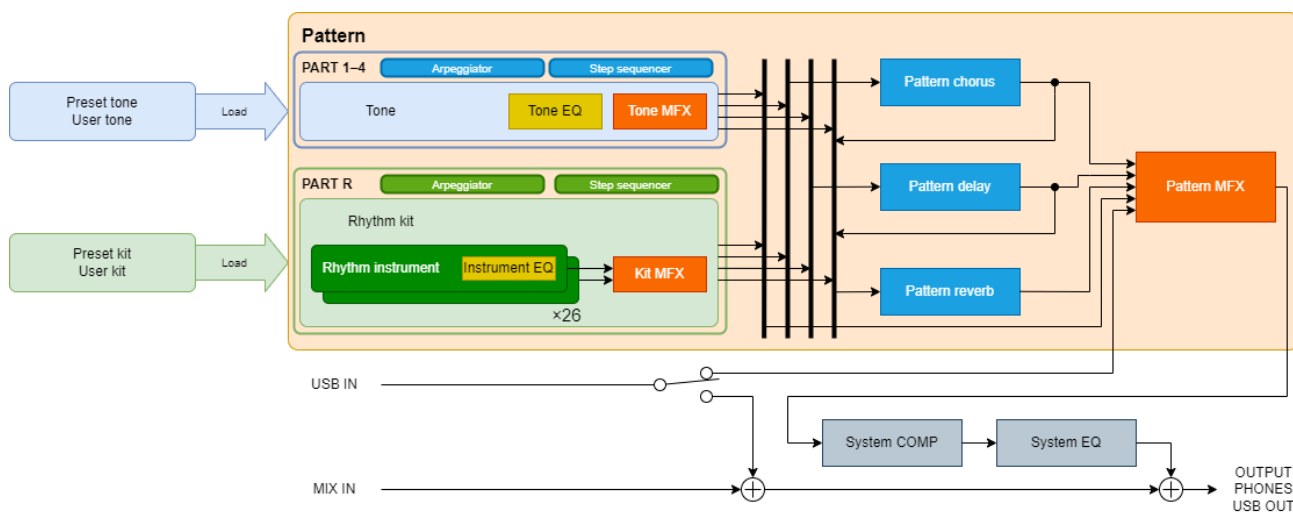 Pattern
PART 1–4
Arpeggiator
Step sequencer
Preset tone
User tone
Load
Tone
Tone EQ
Tone MFX
Pattern chorus
PART R
Arpeggiator
Step sequencer
Pattern delay
Pattern MFX
Rhythm kit
Preset kit
User kit
Load
Rhythm instrument
Instrument EQ
Kit MFX
Pattern reverb
×26
USB IN
System COMP
System EQ
MIX IN
OUTPUT
PHONES
USB OUT